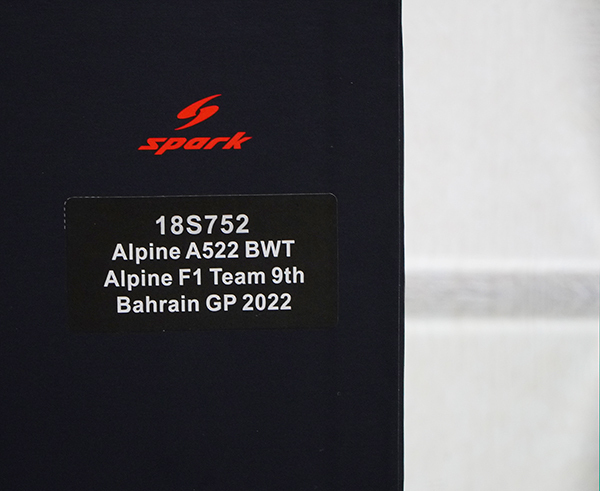 spark
18S752
Alpine A522 BWT
Alpine F1 Team 9th
Bahrain GP 2022